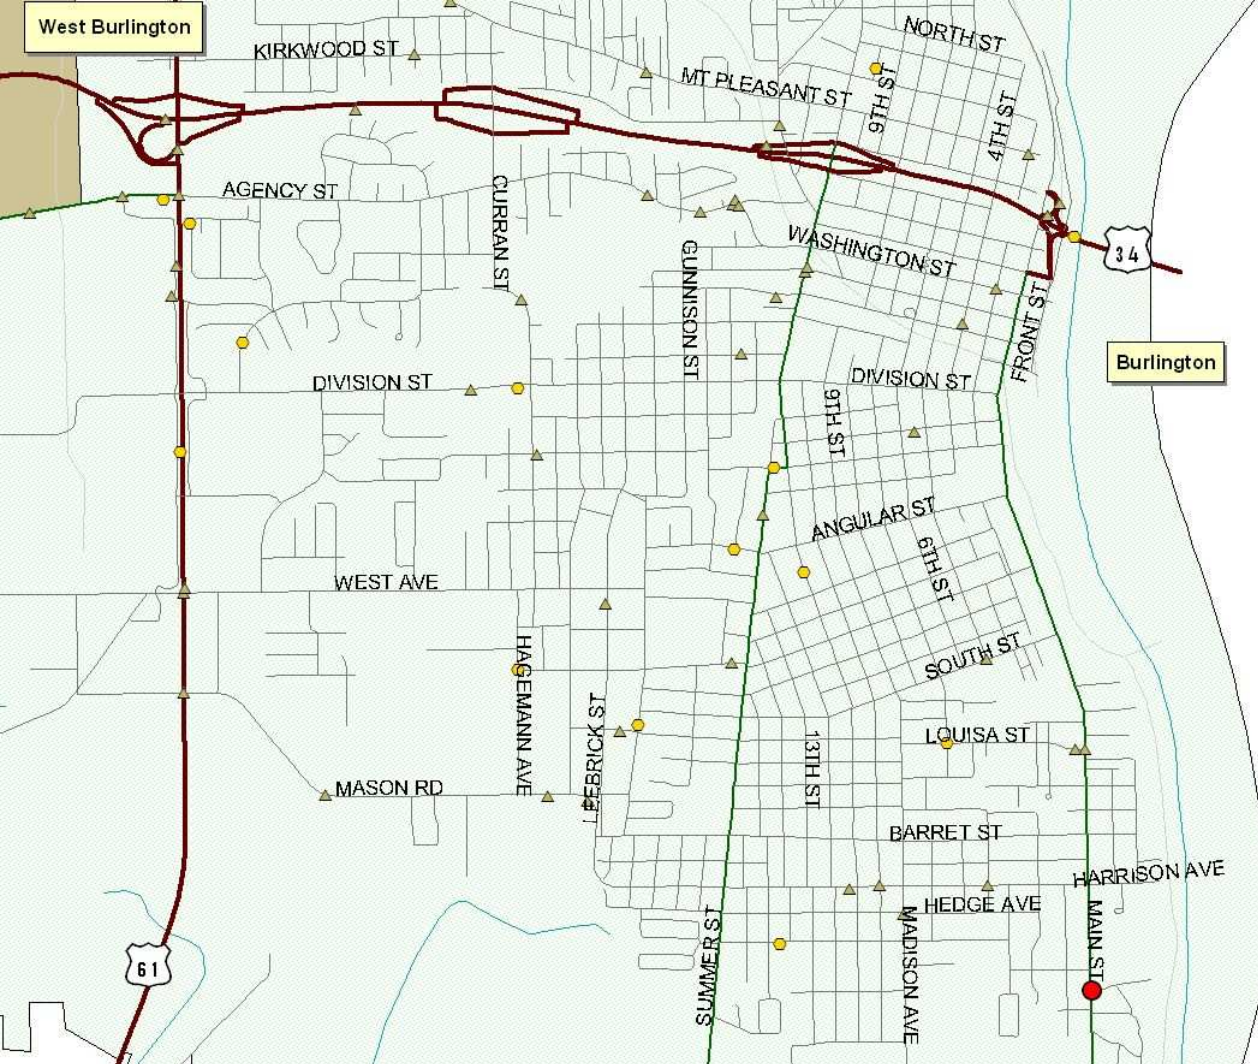 West Burlington
KIRKWOOD ST
NORTH ST
MT PLEASANT ST
9TH ST
4TH ST
AGENCY ST
CURRAN ST
GUNNISON ST
WASHINGTON ST
34
FRONT ST
Burlington
DIVISION ST
DIVISION ST
9TH ST
ANGULAR ST
6TH ST
WEST AVE
HAGEMANN AVE
SOUTH ST
LEEBRICK ST
LOUISA ST
13TH ST
MASON RD
BARRET ST
HARRISON AVE
HEDGE AVE
MAIN ST
SUMMER ST
MADISON AVE
61